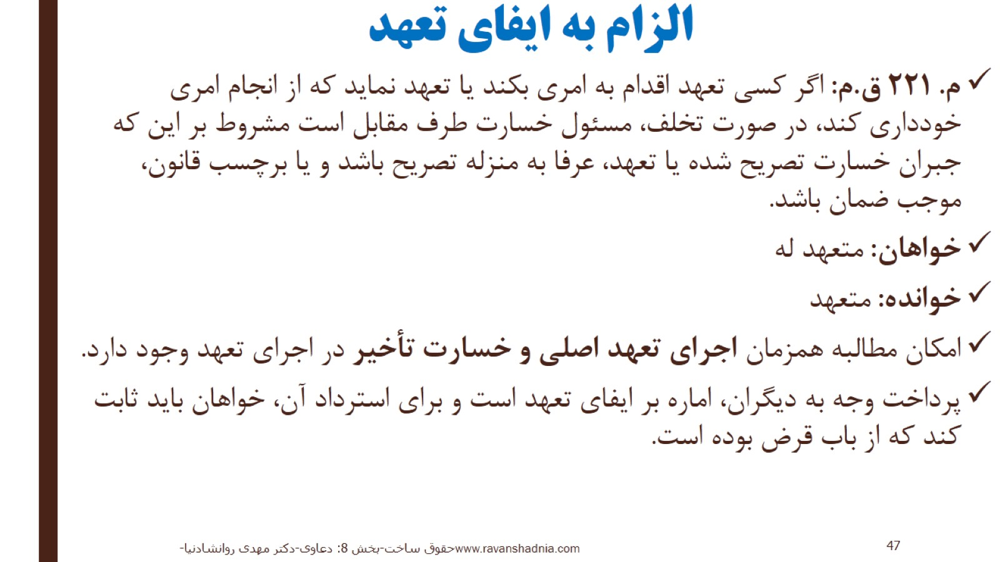 الزام به ایفای تعهد
✓ م. ۲۲۱ ق.م: اگر کسی تعهد اقدام به امری بکند یا تعهد نماید که از انجام امری
خودداری کند، در صورت تخلف، مسئول خسارت طرف مقابل است مشروط بر این که
جبران خسارت تصریح شده یا تعهد، عرفا به منزله تصریح باشد و یا برچسب قانون،
موجب ضمان باشد.
✓ خواهان: متعهد له
✓ خوانده: متعهد
✓ امکان مطالبه همزمان اجرای تعهد اصلی و خسارت تأخیر در اجرای تعهد وجود دارد.
✓ پرداخت وجه به دیگران، اماره بر ایفای تعهد است و برای استرداد آن، خواهان باید ثابت
کند که از باب قرض بوده است.
حقوق ساخت-بخش 8: دعاوی-دکتر مهدی روانشادنیا-www.ravanshadnia.com
47